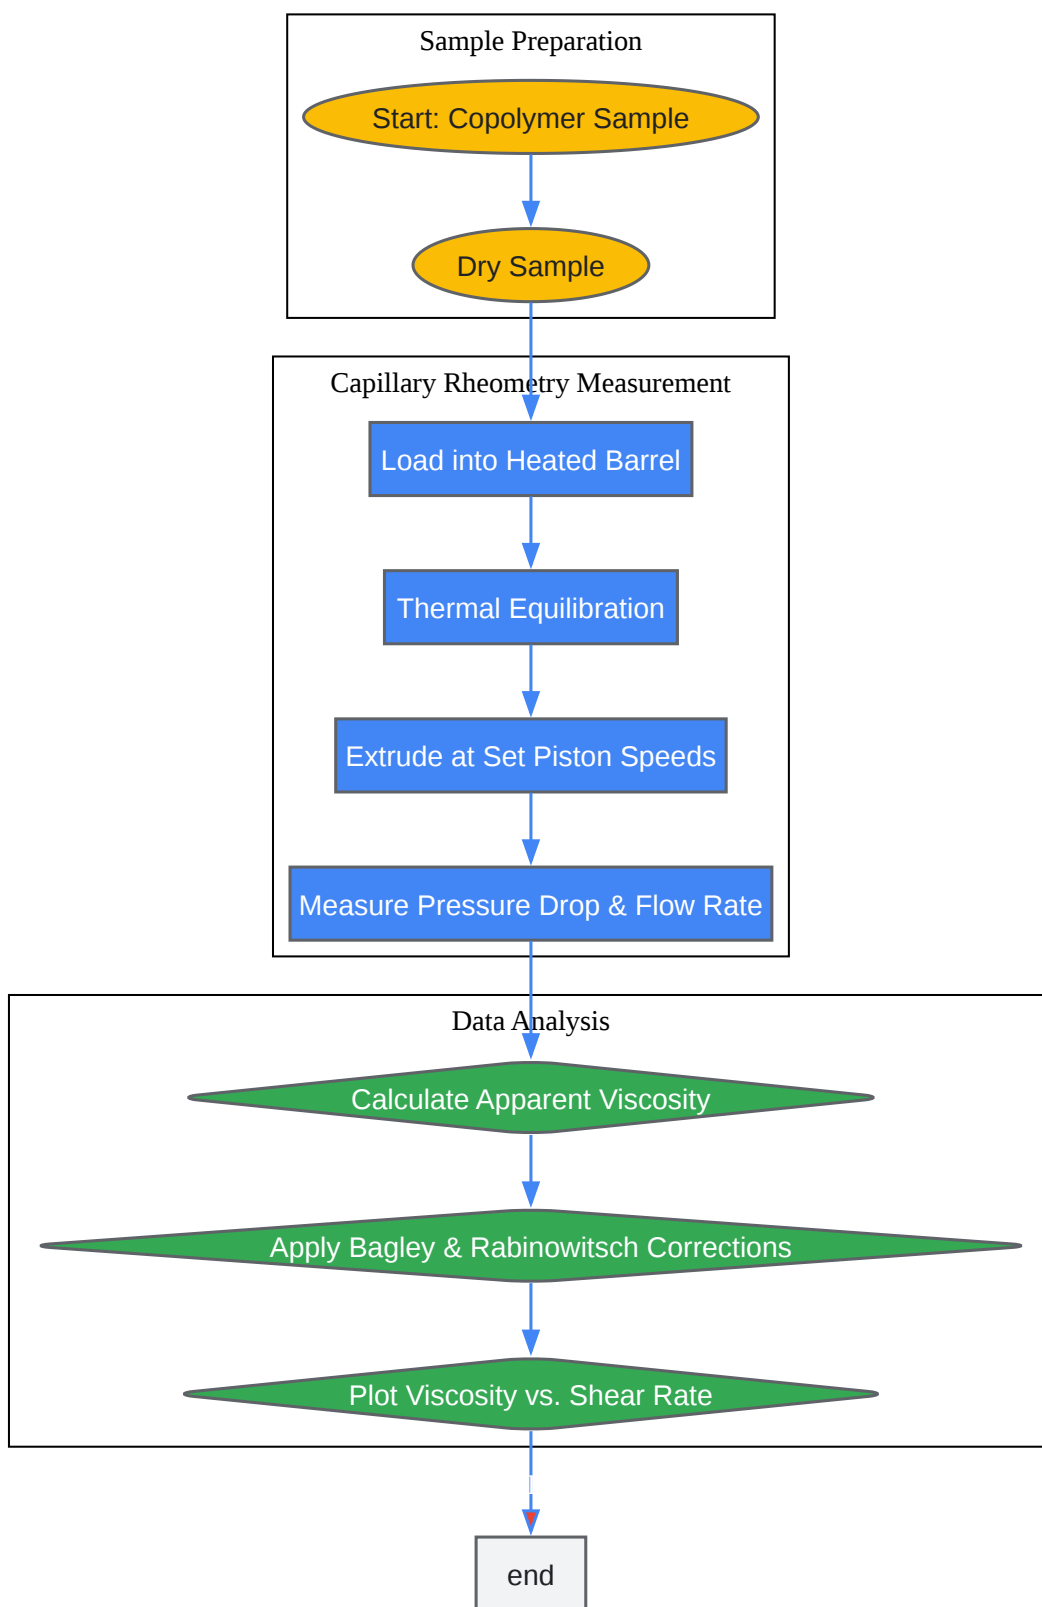 Sample Preparation
Start: Copolymer Sample
Dry Sample
Capillary Rheometry Measurement
Load into Heated Barrel
Thermal Equilibration
Extrude at Set Piston Speeds
Measure Pressure Drop & Flow Rate
Data Analysis
Calculate Apparent Viscosity
Apply Bagley & Rabinowitsch Corrections
Plot Viscosity vs. Shear Rate
end